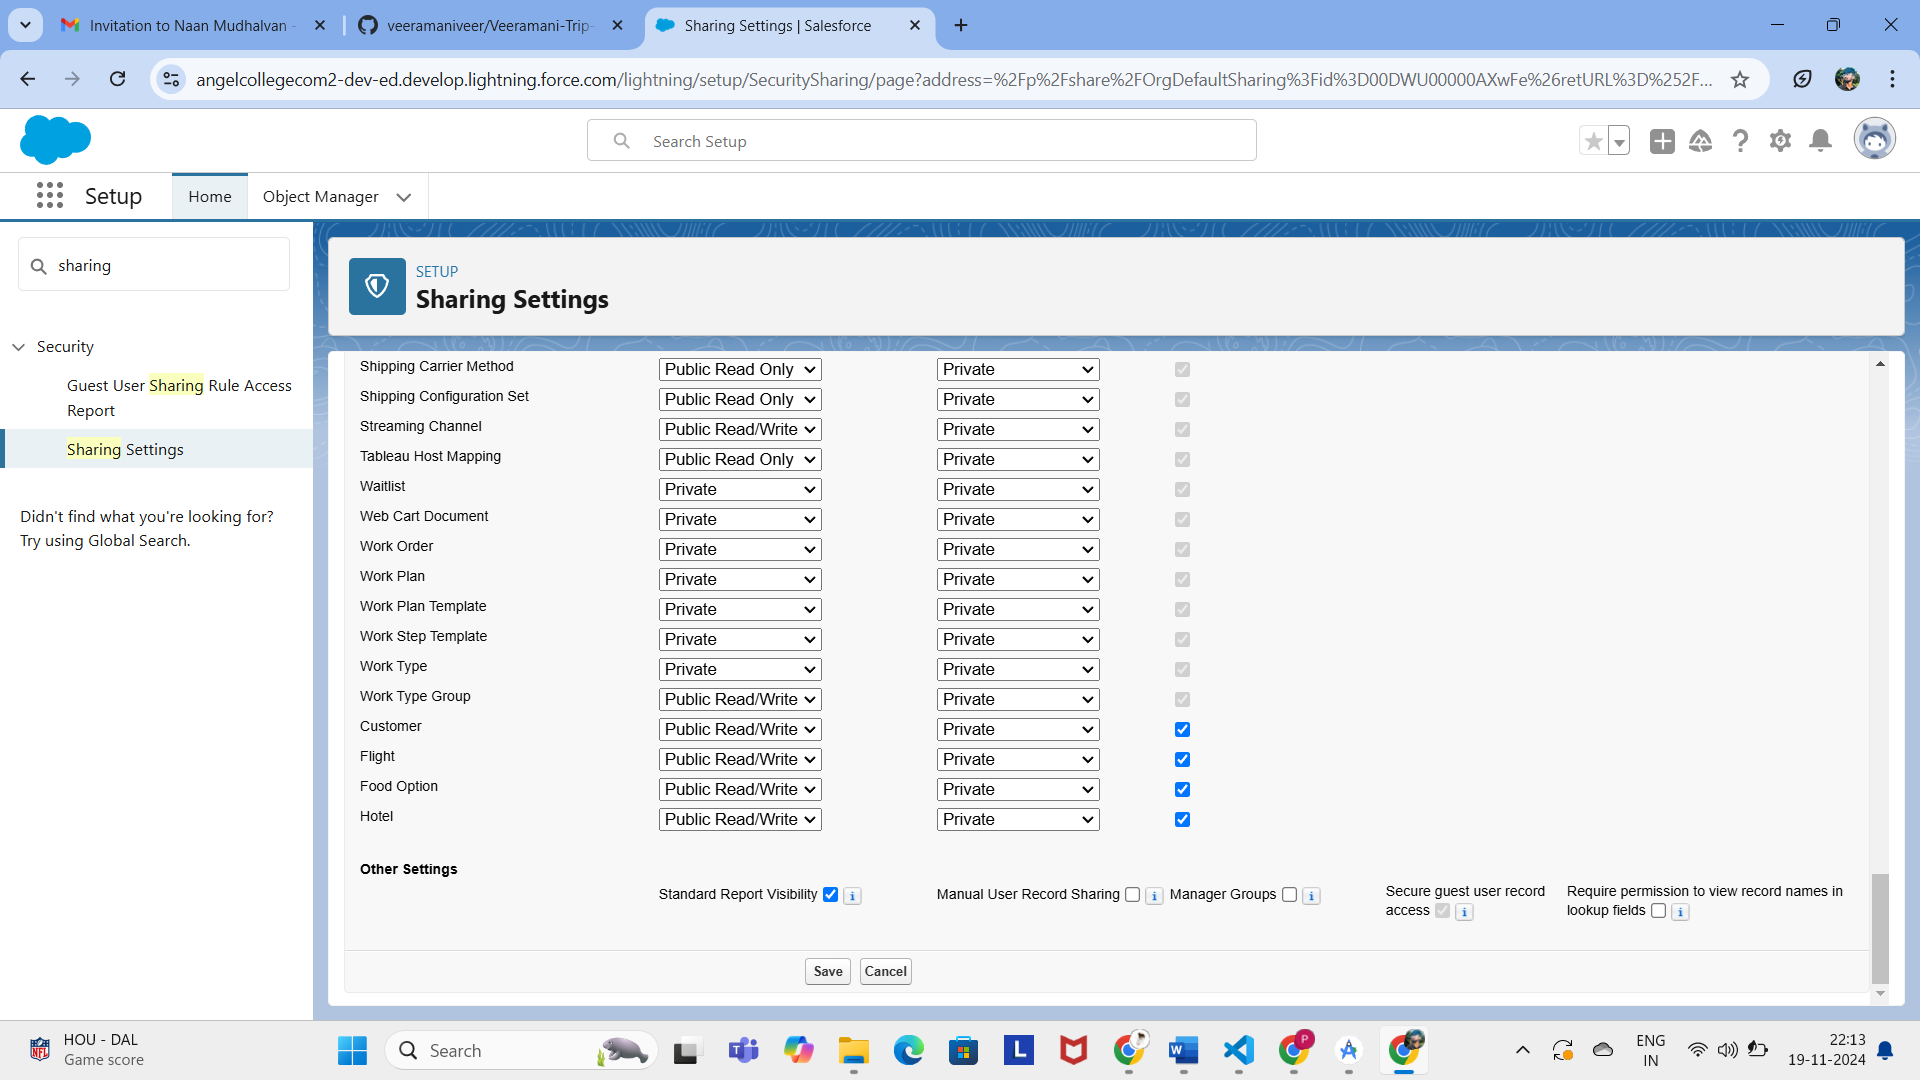 Invitation to Naan Mudhalvan -
veeramaniveer/Veeramani-Trip-
Sharing Settings | Salesforce
angelcollegecom2-dev-ed.develop.lightning.force.com/lightning/setup/SecuritySharing/page?address=%2Fp%2Fshare%2FOrgDefaultSharing%3Fid%3D00DWU00000AXwFe%26retURL%3D%252F...
Search Setup
Setup
Home
Object Manager
sharing
Security
Guest User Sharing Rule Access
Report
Sharing Settings
Didn't find what you're looking for?
Try using Global Search.
SETUP
Sharing Settings
Shipping Carrier Method Public Read Only Private
Shipping Configuration Set Public Read Only Private
Streaming Channel Public Read/Write Private
Tableau Host Mapping Public Read Only Private
Waitlist Private Private
Web Cart Document Private Private
Work Order Private Private
Work Plan Private Private
Work Plan Template Private Private
Work Step Template Private Private
Work Type Private Private
Work Type Group Public Read/Write Private
Customer Public Read/Write Private
Flight Public Read/Write Private
Food Option Public Read/Write Private
Hotel Public Read/Write Private
Other Settings
Standard Report Visibility
Manual User Record Sharing
Manager Groups
Secure guest user record
access
Require permission to view record names in
lookup fields
Save
Cancel
HOU - DAL
Game score
Search
ENG
IN
22:13
19-11-2024